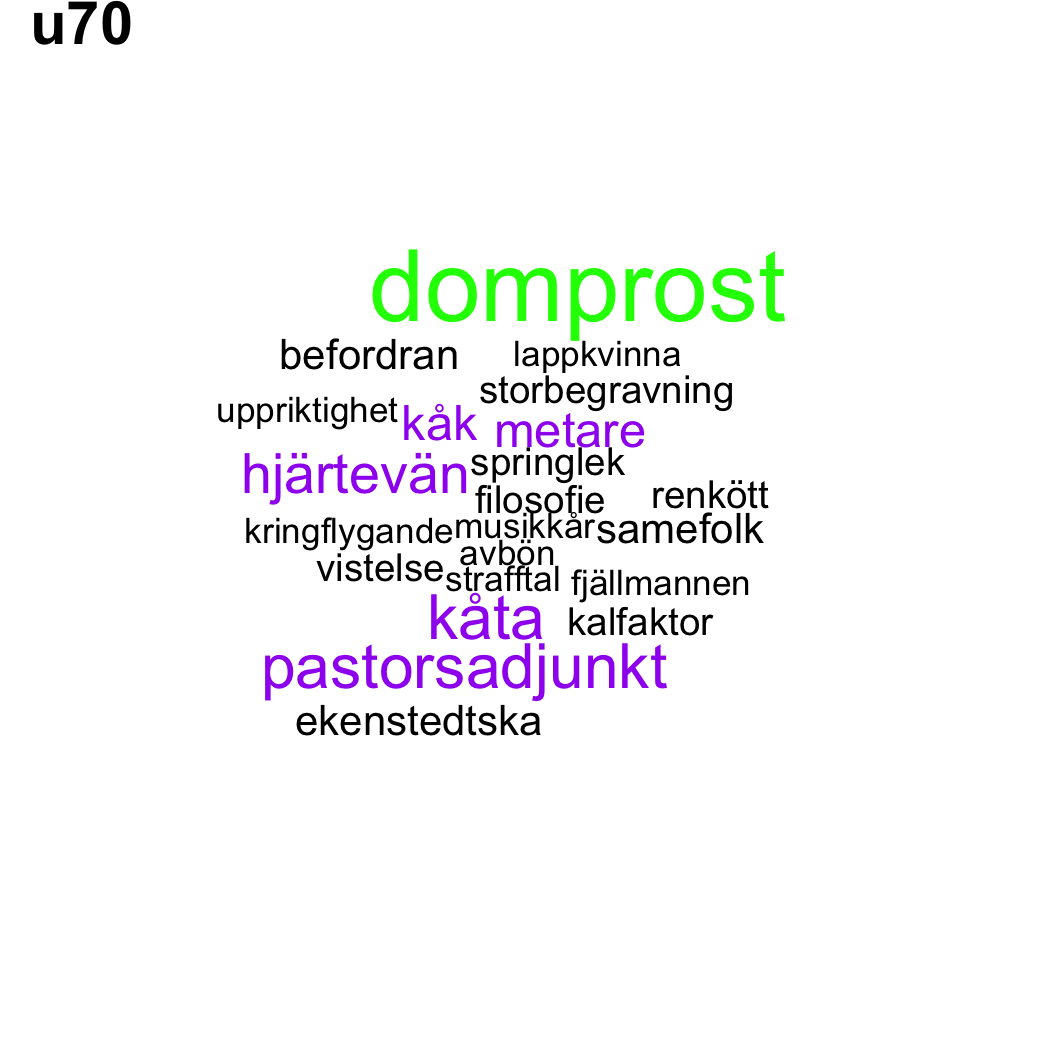 u70
domprost
befordran lappkvinna
storbegravning
uppriktighet kåk metare
hjärtevän springlek
filosofie renkött
kringflygande musikkår samefolk
avbön
vistelse strafftal fjällmannen
kåta kalfaktor
pastorsadjunkt
ekenstedtska